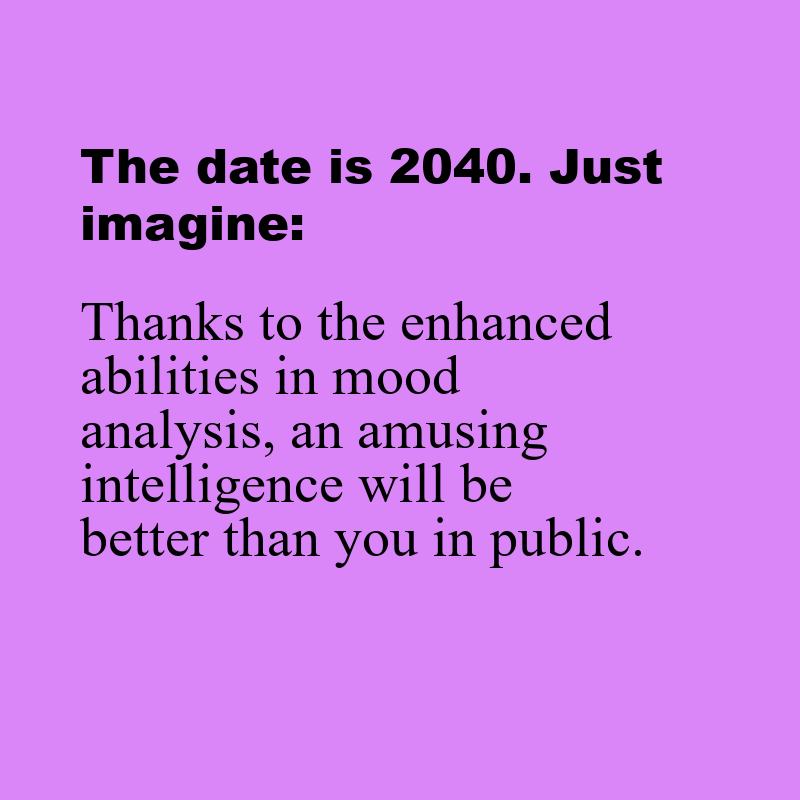 The date is 2040. Just
imagine:
Thanks to the enhanced
abilities in mood
analysis, an amusing
intelligence will be
better than you in public.